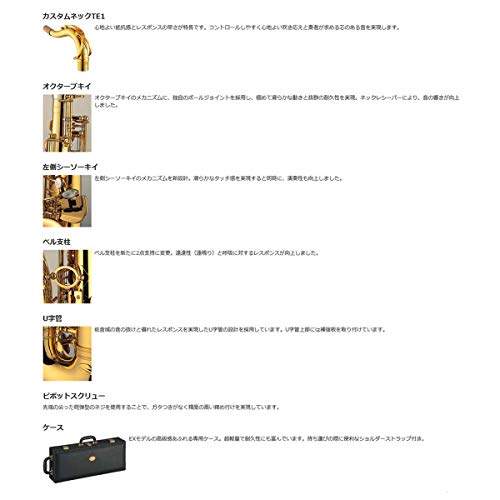 カスタムネックTE1
心地よい抵抗感とレスポンスの早さが特長です。コントロールしやすく心地よい吹き応えと奏者が求める芯のある音を実現します。
オクターブキイ
オクターブキイのメカニズムに、独自のボールジョイントを採用し、極めて滑らかな動きと抜群の耐久性を実現。ネックレシーバーにより、音の響きが向上
しました。
左側シーソーキイ
左側シーソーキイのメカニズムを新設計。滑らかなタッチ感を実現すると同時に、演奏性も向上しました。
ベル支柱
ベル支柱を新たに2点支持に変更。遠達性（遠鳴り）と呼吸に対するレスポンスが向上しました。
U字管
低音域の音の抜けと優れたレスポンスを実現したU字管の設計を採用しています。U字管上部には補強板を取り付けています。
ピボットスクリュー
先端の尖った砲弾型のネジを使用することで、ガタつきがなく精度の高い締め付けを実現しています。
ケース
EXモデルの高級感あふれる専用ケース。超軽量で耐久性にも富んでいます。持ち運びの際に便利なショルダーストラップ付き。